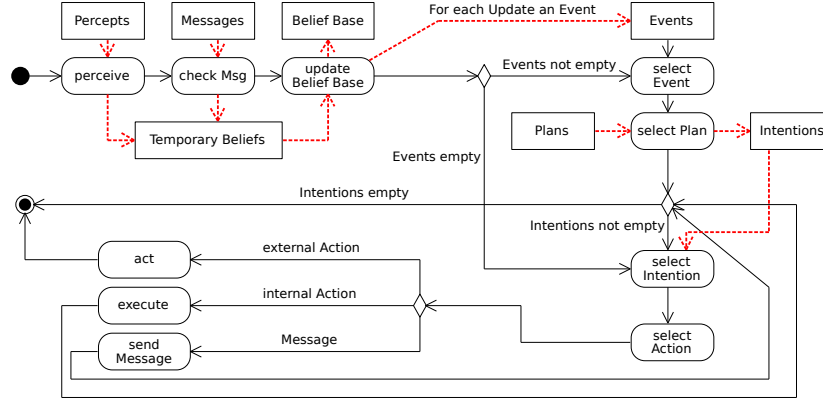 For each Update an Event
Percepts
Messages
Belief Base
Events
perceive
check Msg
update
Belief Base
Events not empty
select
Event
Temporary Beliefs
Plans
select Plan
Intentions
Events empty
Intentions empty
Intentions not empty
external Action
act
select
Intention
internal Action
execute
Message
send
Message
select
Action